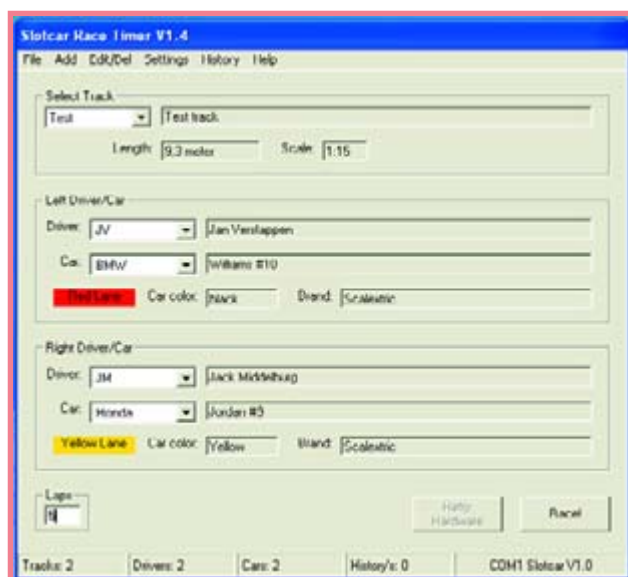 Slotcar Race Timer V1.4
File Add Edit/Del Settings History Help
Select Track
Test Test track
Length: 9,3 meter Scale: 1:15
Left Driver/Car
Driver: JV Jan Verstappen
Car: BMW Williams #10
Red Lane Car color: Black Brand: Scalextric
Right Driver/Car
Driver: JM Jack Middelburg
Car: Honda Jordan #9
Yellow Lane Car color: Yellow Brand: Scalextric
Laps
5
Hardware Race!
Tracks: 2 Drivers: 2 Cars: 2 History's: 0 COM1 Slotcar V1.0